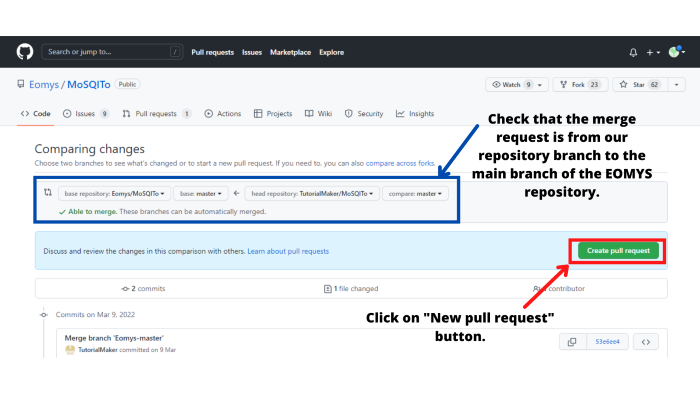 Search or jump to... /
Pull requests Issues Marketplace Explore
Eomys / MoSQITo Public
Watch 9 Fork 23 Star 62
Code Issues 9 Pull requests 1 Actions Projects Wiki Security Insights
Check that the merge
request is from our
repository branch to the
main branch of the EOMYS
repository.
Comparing changes
Choose two branches to see what's changed or to start a new pull request. If you need to, you can also compare across forks.
base repository: Eomys/MoSQITo base: master head repository: TutorialMaker/MoSQITo compare: master
Able to merge. These branches can be automatically merged.
Discuss and review the changes in this comparison with others. Learn about pull requests
Create pull request
2 commits 1 file changed contributor
Click on "New pull request"
button.
Commits on Mar 9, 2022
Merge branch 'Eomys-master'
TutorialMaker committed on 9 Mar
53e6ee4